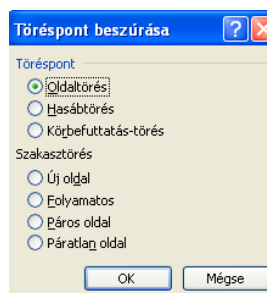 Töréspont beszúrása
Töréspont
Oldaltörés
Hasábtörés
Körbefuttatás-törés
Szakasztörés
Új oldal
Folyamatos
Páros oldal
Páratlan oldal
OK
Mégse